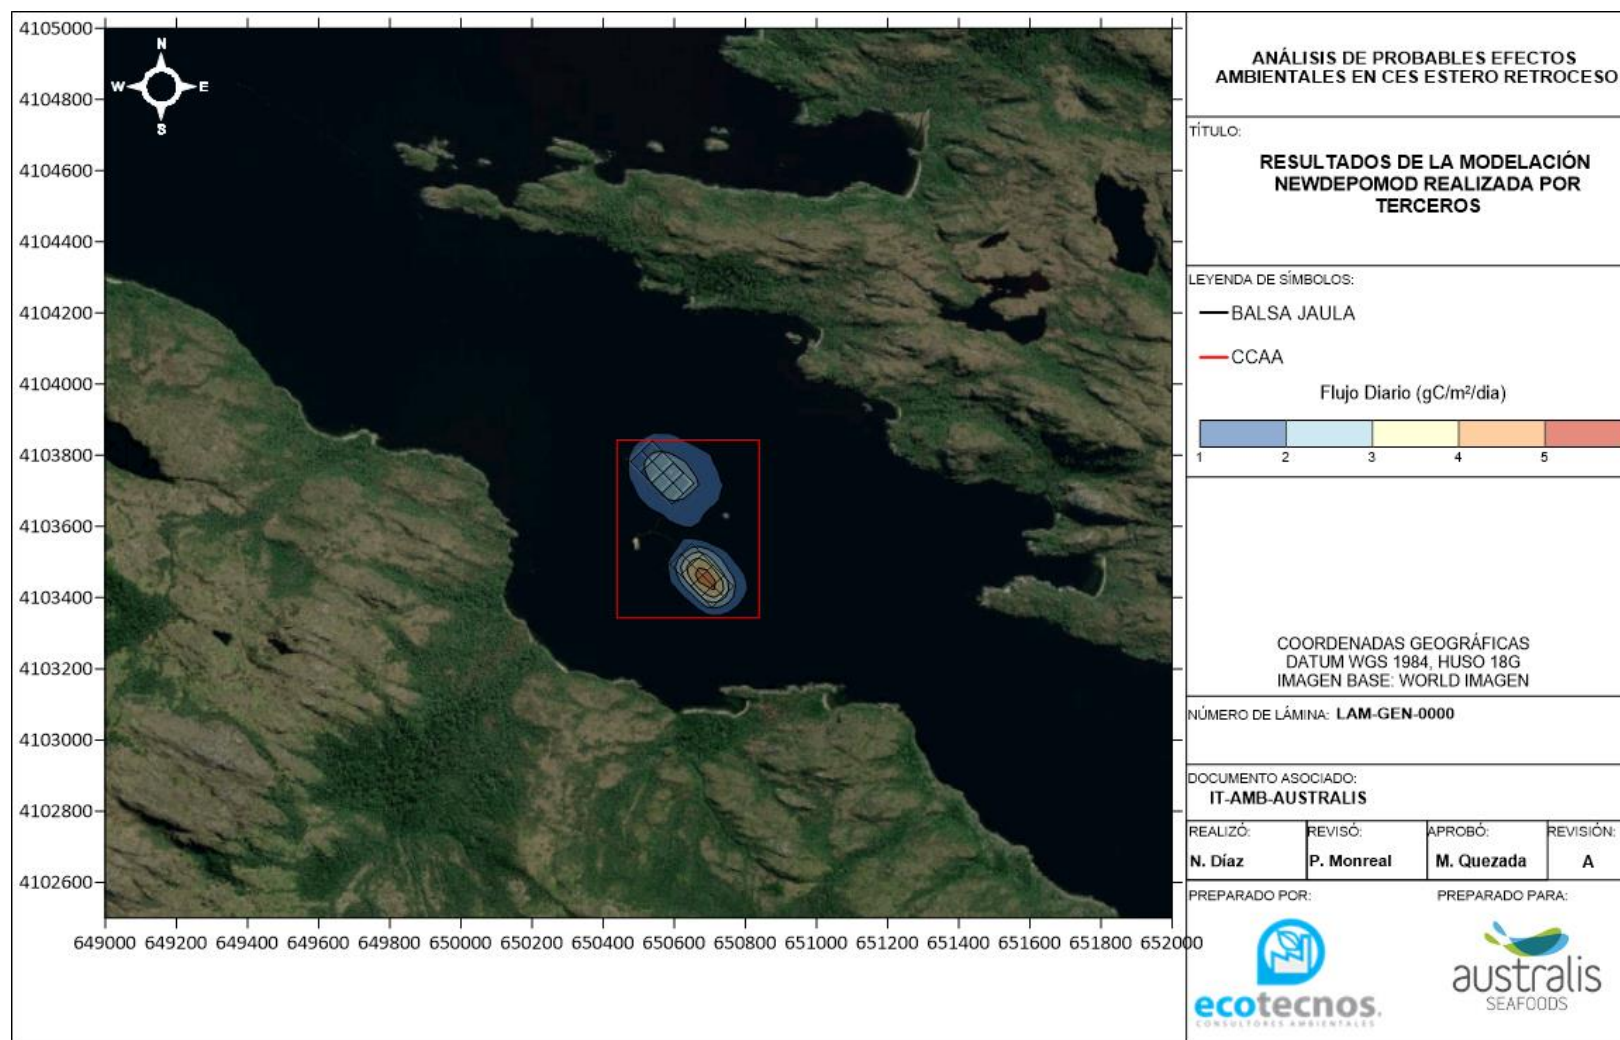 4105000
4104800
4104600
4104400
4104200
4104000
4103800
4103600
4103400
4103200
4103000
4102800
4102600
649000 649200 649400 649600 649800 650000 650200 650400 650600 650800 651000 651200 651400 651600 651800 652000
N
W E
S
ANÁLISIS DE PROBABLES EFECTOS
AMBIENTALES EN CES ESTERO RETROCESO
TÍTULO:
RESULTADOS DE LA MODELACIÓN
NEWDEPOMOD REALIZADA POR
TERCEROS
LEYENDA DE SÍMBOLOS:
BALSA JAULA
CCAA
Flujo Diario (gC/m²/dia)
1 2 3 4 5
COORDENADAS GEOGRÁFICAS
DATUM WGS 1984, HUSO 18G
IMAGEN BASE: WORLD IMAGEN
NÚMERO DE LÁMINA: LAM-GEN-0000
DOCUMENTO ASOCIADO:
IT-AMB-AUSTRALIS
REALIZÓ: REVISÓ: APROBÓ: REVISIÓN:
N. Díaz P. Monreal M. Quezada A
PREPARADO POR: PREPARADO PARA:
ecotecnos.
CONSULTORES AMBIENTALES
australis
SEAFOODS